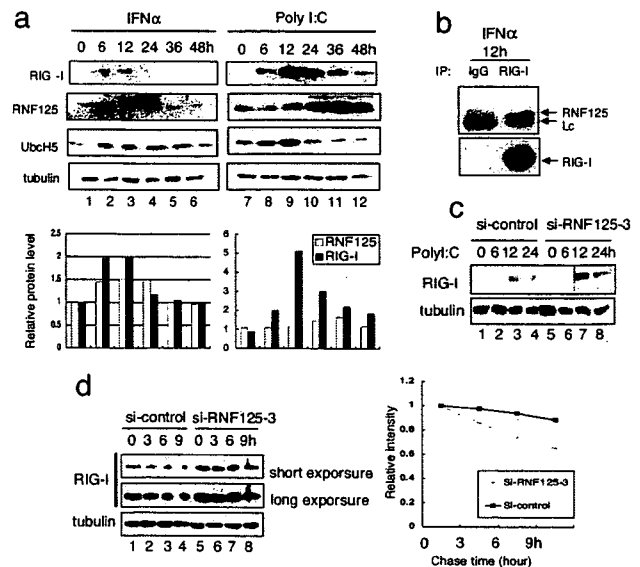 a
IFNα
Poly I:C
0 6 12 24 36 48h
0 6 12 24 36 48h
RIG -I
RNF125
UbcH5
tubulin
1 2 3 4 5 6
7 8 9 10 11 12
Relative protein level
2.5
2
1.5
1
0.5
0
6
5
4
3
2
1
0
RNF125
RIG-I
b
IFNα
12h
IP: IgG RIG-I
RNF125
Lc
RIG-I
c
si-control si-RNF125-3
PolyI:C 0 6 12 24 0 6 12 24h
RIG-I
tubulin
1 2 3 4 5 6 7 8
d
si-control si-RNF125-3
0 3 6 9 0 3 6 9h
RIG-I
short exporsure
long exporsure
tubulin
1 2 3 4 5 6 7 8
Relative intensity
1.2
1
0.8
0.6
0.4
0.2
0
Si-RNF125-3
Si-control
0 3 6 9h
Chase time (hour)